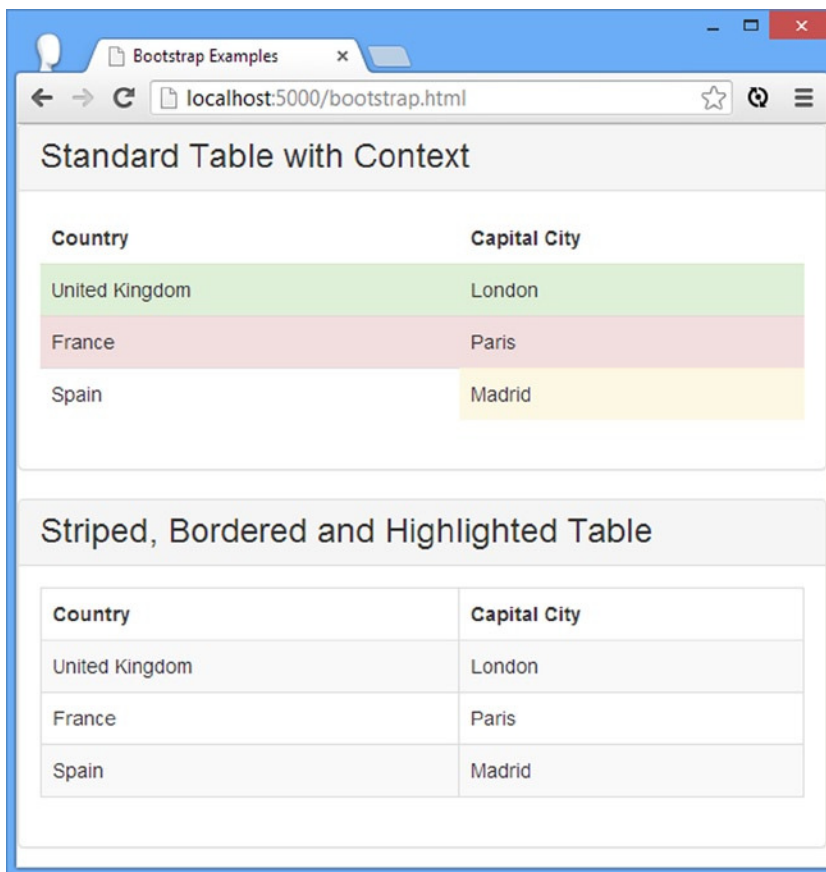 Bootstrap Examples
localhost:5000/bootstrap.html
Standard Table with Context
Country Capital City
United Kingdom London
France Paris
Spain Madrid
Striped, Bordered and Highlighted Table
Country Capital City
United Kingdom London
France Paris
Spain Madrid